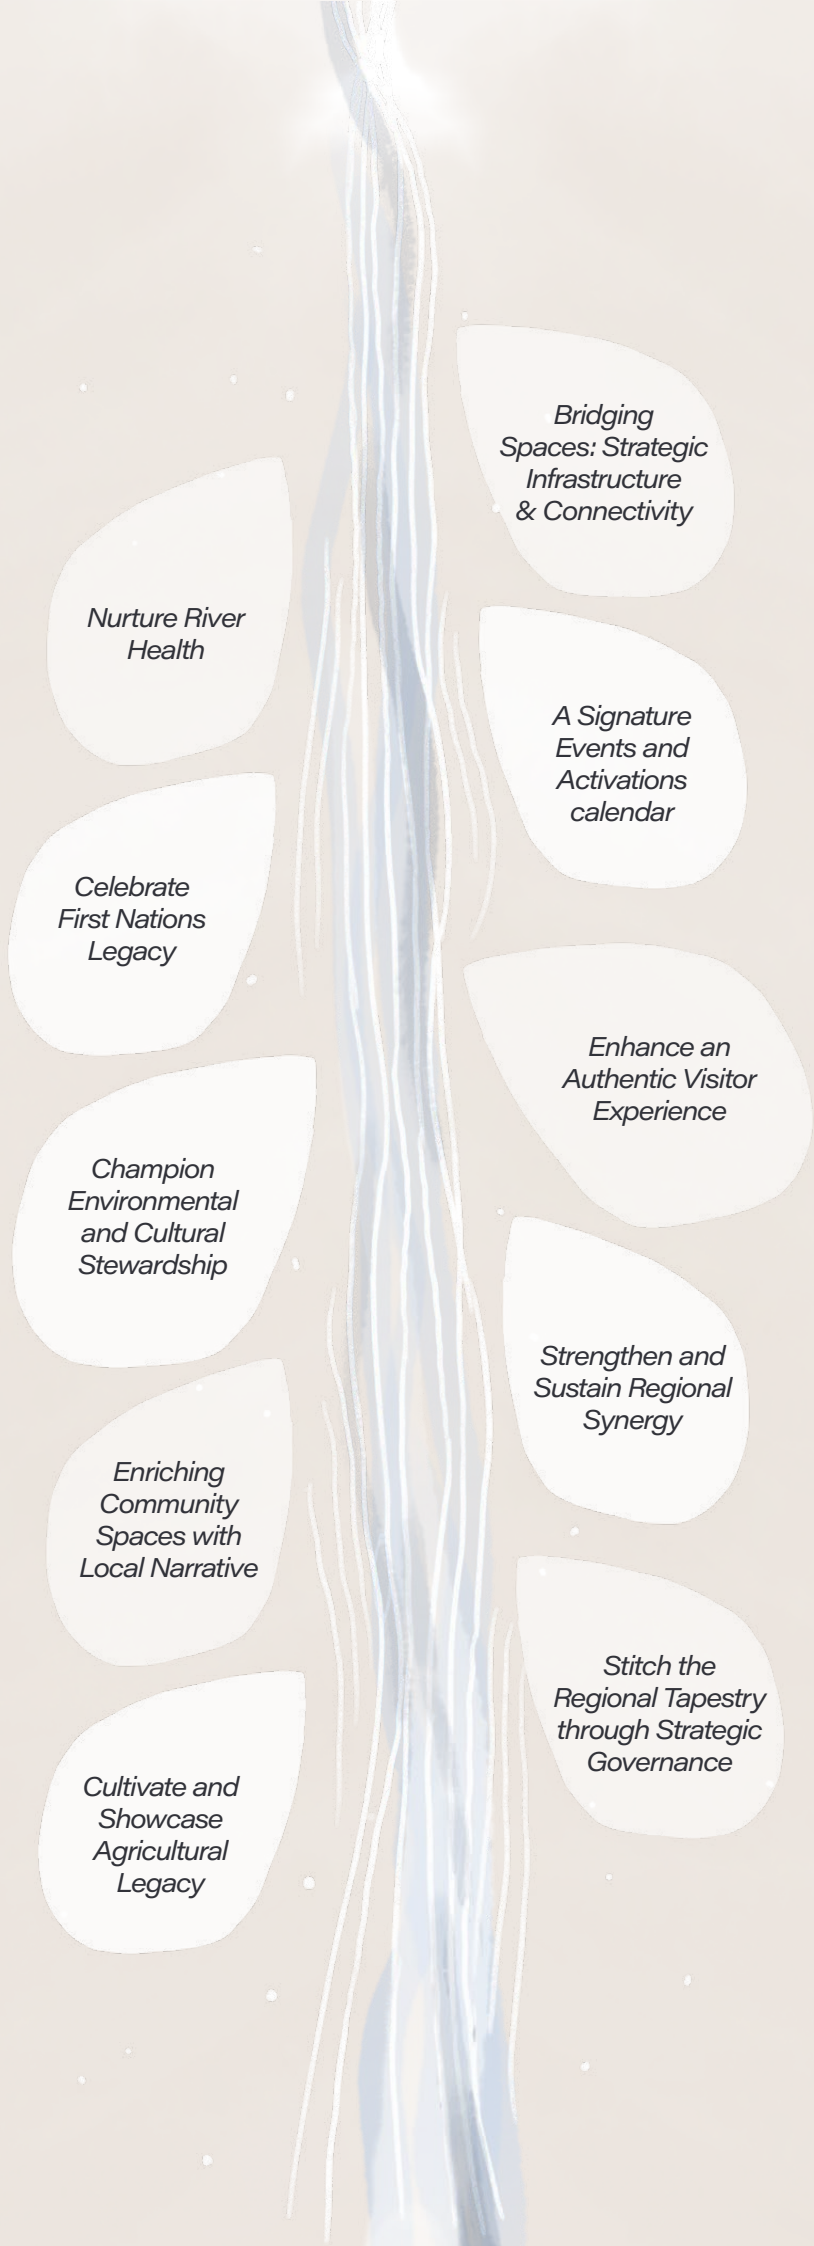 Bridging
Spaces: Strategic
Infrastructure
& Connectivity
Nurture River
Health
A Signature
Events and
Activations
calendar
Celebrate
First Nations
Legacy
Enhance an
Authentic Visitor
Experience
Champion
Environmental
and Cultural
Stewardship
Strengthen and
Sustain Regional
Synergy
Enriching
Community
Spaces with
Local Narrative
Stitch the
Regional Tapestry
through Strategic
Governance
Cultivate and
Showcase
Agricultural
Legacy